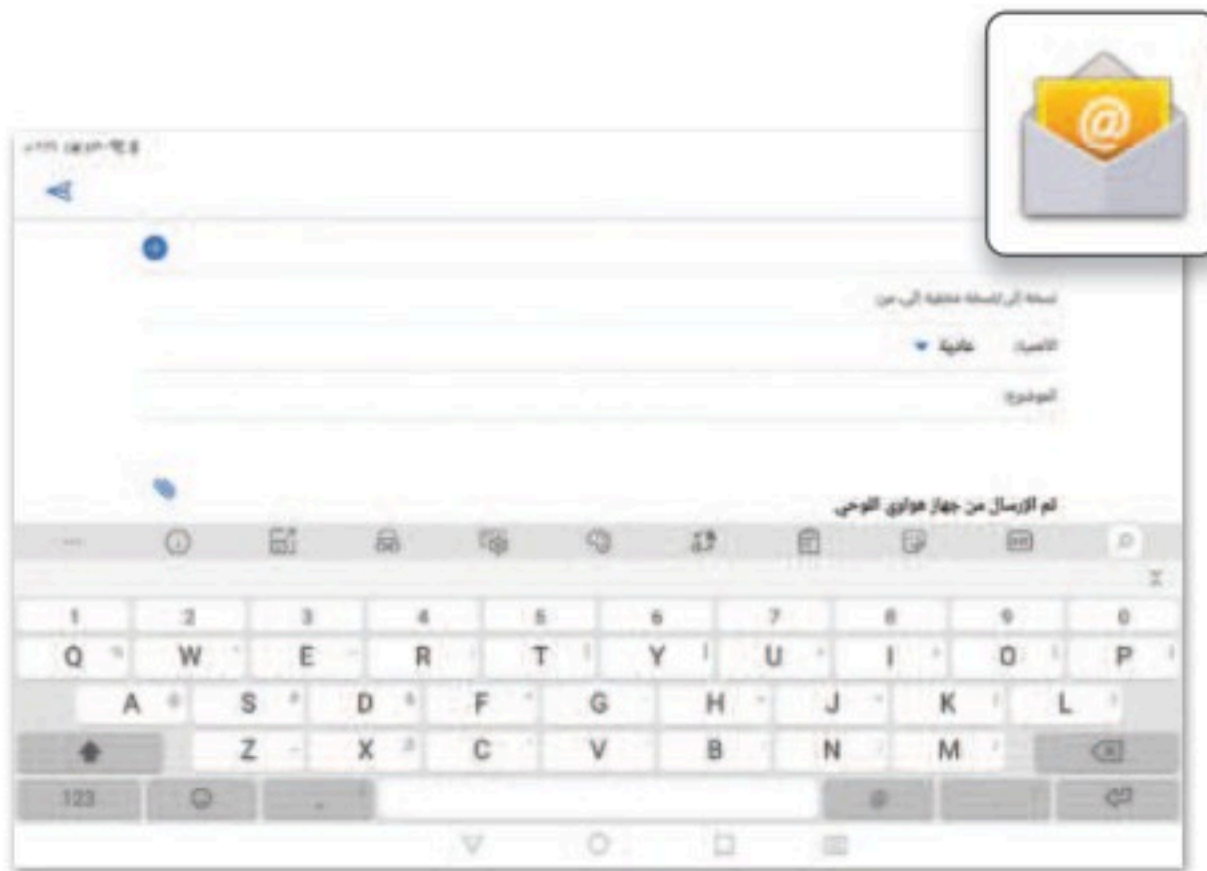 @
نسخة إلى/نسخة مخفية إلى، من:
الأهمية: عادية
الموضوع:
تم الإرسال من جهاز هواوي اللوحي
1 2 3 4 5 6 7 8 9 0
Q W E R T Y U I O P
A S D F G H J K L
Z X C V B N M
123 @